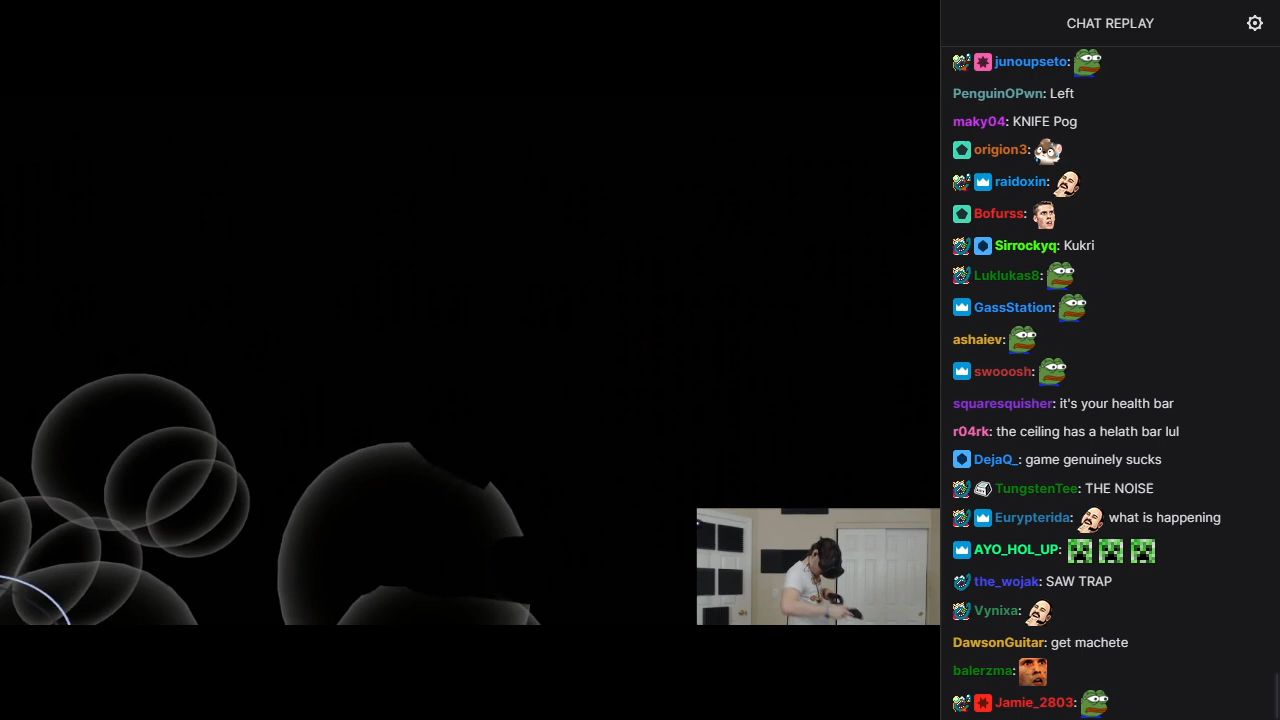 CHAT REPLAY
junoupseto:
PenguinOPwn: Left
maky04: KNIFE Pog
origion3:
raidoxin:
Bofurss:
Sirrockyq: Kukri
Luklukas8:
GassStation:
ashaiev:
swooosh:
squaresquisher: it's your health bar
r04rk: the ceiling has a helath bar lul
DejaQ_: game genuinely sucks
TungstenTee: THE NOISE
Eurypterida: what is happening
AYO_HOL_UP:
the_wojak: SAW TRAP
Vynixa:
DawsonGuitar: get machete
balerzma:
Jamie_2803: